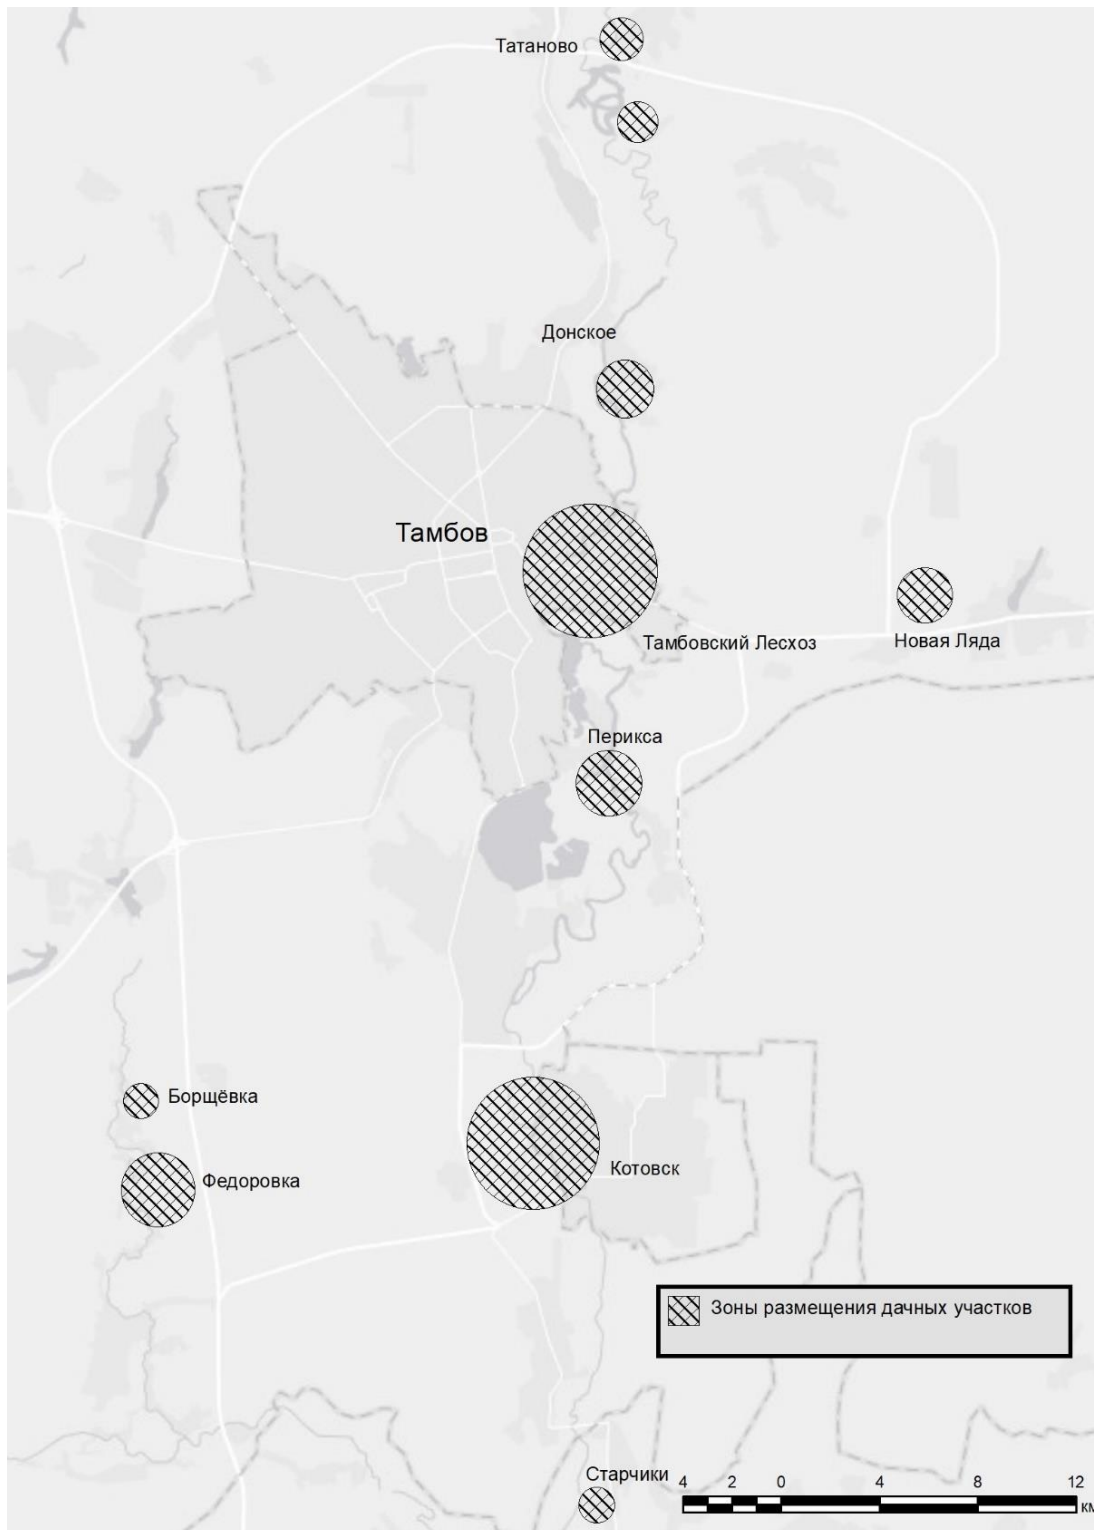 Татаново
Донское
Тамбов
Тамбовский Лесхоз
Новая Ляда
Перикса
Борщёвка
Федоровка
Котовск
Зоны размещения дачных участков
Старчики
4 2 0 4 8 12
км